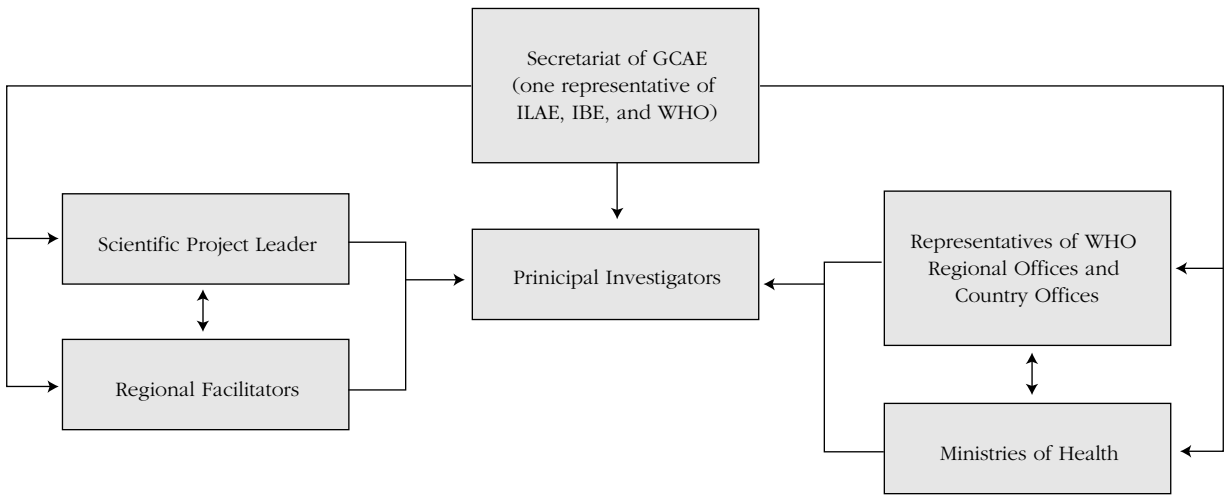 Secretariat of GCAE
(one representative of
ILAE, IBE, and WHO)
Scientific Project Leader
Prinicipal Investigators
Representatives of WHO
Regional Offices and
Country Offices
Regional Facilitators
Ministries of Health